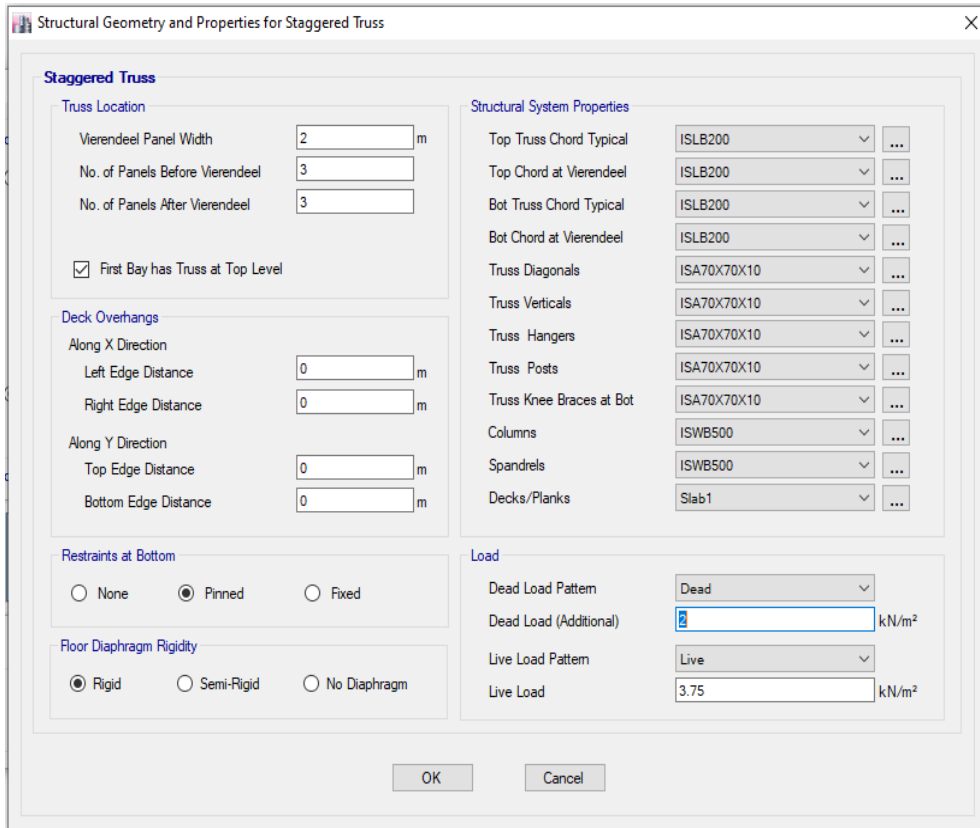 Structural Geometry and Properties for Staggered Truss
Staggered Truss
Truss Location
Vierendeel Panel Width 2 m
No. of Panels Before Vierendeel 3
No. of Panels After Vierendeel 3
First Bay has Truss at Top Level
Deck Overhangs
Along X Direction
Left Edge Distance 0 m
Right Edge Distance 0 m
Along Y Direction
Top Edge Distance 0 m
Bottom Edge Distance 0 m
Restraints at Bottom
None Pinned Fixed
Floor Diaphragm Rigidity
Rigid Semi-Rigid No Diaphragm
Structural System Properties
Top Truss Chord Typical ISLB200 ...
Top Chord at Vierendeel ISLB200 ...
Bot Truss Chord Typical ISLB200 ...
Bot Chord at Vierendeel ISLB200 ...
Truss Diagonals ISA70X70X10 ...
Truss Verticals ISA70X70X10 ...
Truss Hangers ISA70X70X10 ...
Truss Posts ISA70X70X10 ...
Truss Knee Braces at Bot ISA70X70X10 ...
Columns ISWB500 ...
Spandrels ISWB500 ...
Decks/Planks Slab1 ...
Load
Dead Load Pattern Dead
Dead Load (Additional) 2 kN/m²
Live Load Pattern Live
Live Load 3.75 kN/m²
OK Cancel